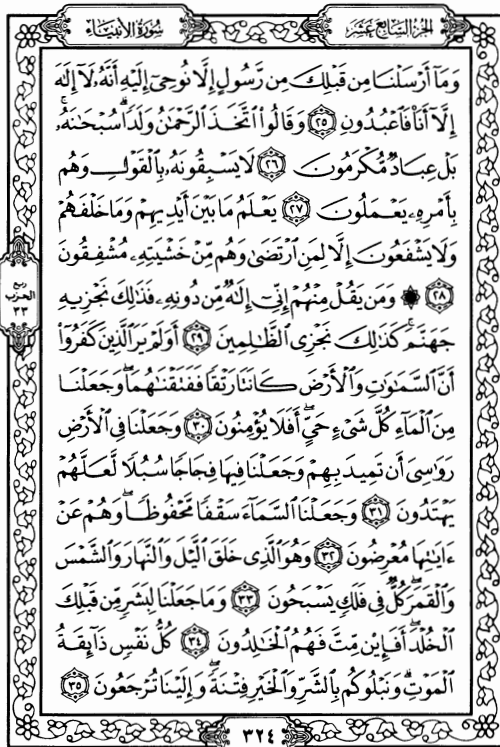 الجزء السابع عشر
سورة الأنبياء
وَمَآ أَرْسَلْنَا مِن قَبْلِكَ مِن رَّسُولٍ إِلَّا نُوحِىٓ إِلَيْهِ أَنَّهُۥ لَآ إِلَٰهَ
إِلَّآ أَنَا۠ فَٱعْبُدُونِ ٢٥ وَقَالُوا۟ ٱتَّخَذَ ٱلرَّحْمَٰنُ وَلَدًا ۗ سُبْحَٰنَهُۥ ۚ
بَلْ عِبَادٌ مُّكْرَمُونَ ٢٦ لَا يَسْبِقُونَهُۥ بِٱلْقَوْلِ وَهُم
بِأَمْرِهِۦ يَعْمَلُونَ ٢٧ يَعْلَمُ مَا بَيْنَ أَيْدِيهِمْ وَمَا خَلْفَهُمْ
وَلَا يَشْفَعُونَ إِلَّا لِمَنِ ٱرْتَضَىٰ وَهُم مِّنْ خَشْيَتِهِۦ مُشْفِقُونَ
٢٨ ۞ وَمَن يَقُلْ مِنْهُمْ إِنِّىٓ إِلَٰهٌ مِّن دُونِهِۦ فَذَٰلِكَ نَجْزِيهِ
جَهَنَّمَ ۚ كَذَٰلِكَ نَجْزِى ٱلظَّٰلِمِينَ ٢٩ أَوَلَمْ يَرَ ٱلَّذِينَ كَفَرُوٓا۟
أَنَّ ٱلسَّمَٰوَٰتِ وَٱلْأَرْضَ كَانَتَا رَتْقًا فَفَتَقْنَٰهُمَا ۖ وَجَعَلْنَا
مِنَ ٱلْمَآءِ كُلَّ شَىْءٍ حَىٍّ ۖ أَفَلَا يُؤْمِنُونَ ٣٠ وَجَعَلْنَا فِى ٱلْأَرْضِ
رَوَٰسِىَ أَن تَمِيدَ بِهِمْ وَجَعَلْنَا فِيهَا فِجَاجًا سُبُلًا لَّعَلَّهُمْ
يَهْتَدُونَ ٣١ وَجَعَلْنَا ٱلسَّمَآءَ سَقْفًا مَّحْفُوظًا ۖ وَهُمْ عَنْ
ءَايَٰتِهَا مُعْرِضُونَ ٣٢ وَهُوَ ٱلَّذِى خَلَقَ ٱلَّيْلَ وَٱلنَّهَارَ وَٱلشَّمْسَ
وَٱلْقَمَرَ ۖ كُلٌّ فِى فَلَكٍ يَسْبَحُونَ ٣٣ وَمَا جَعَلْنَا لِبَشَرٍ مِّن قَبْلِكَ
ٱلْخُلْدَ ۖ أَفَإِي۟ن مِّتَّ فَهُمُ ٱلْخَٰلِدُونَ ٣٤ كُلُّ نَفْسٍ ذَآئِقَةُ
ٱلْمَوْتِ ۗ وَنَبْلُوكُم بِٱلشَّرِّ وَٱلْخَيْرِ فِتْنَةً ۖ وَإِلَيْنَا تُرْجَعُونَ ٣٥
ربع
الحزب
٣٣
٣٢٤